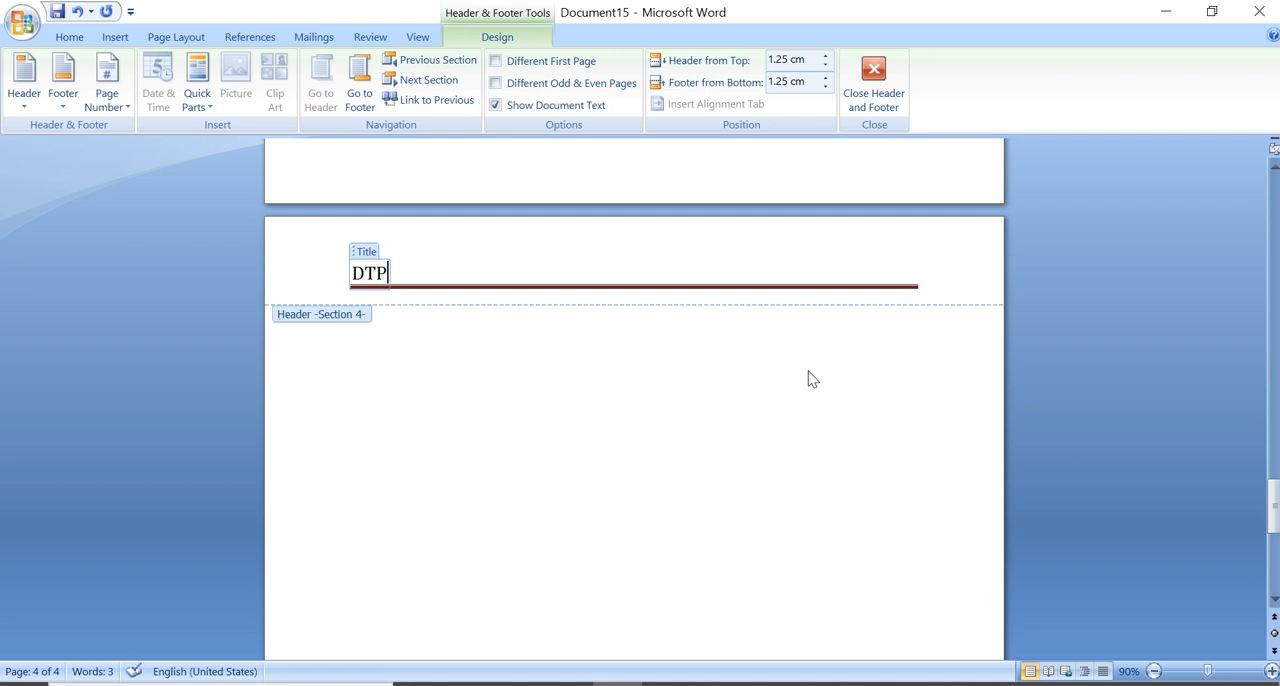 Header & Footer Tools Document15 - Microsoft Word
Home Insert Page Layout References Mailings Review View Design
Header Footer Page Number
Header & Footer
Date & Time Quick Parts Picture Clip Art
Insert
Go to Header Go to Footer
Previous Section
Next Section
Link to Previous
Navigation
Different First Page
Different Odd & Even Pages
Show Document Text
Options
Header from Top: 1.25 cm
Footer from Bottom: 1.25 cm
Insert Alignment Tab
Position
Close Header and Footer
Close
Title
DTP
Header -Section 4-
Page: 4 of 4 Words: 3 English (United States) 90%